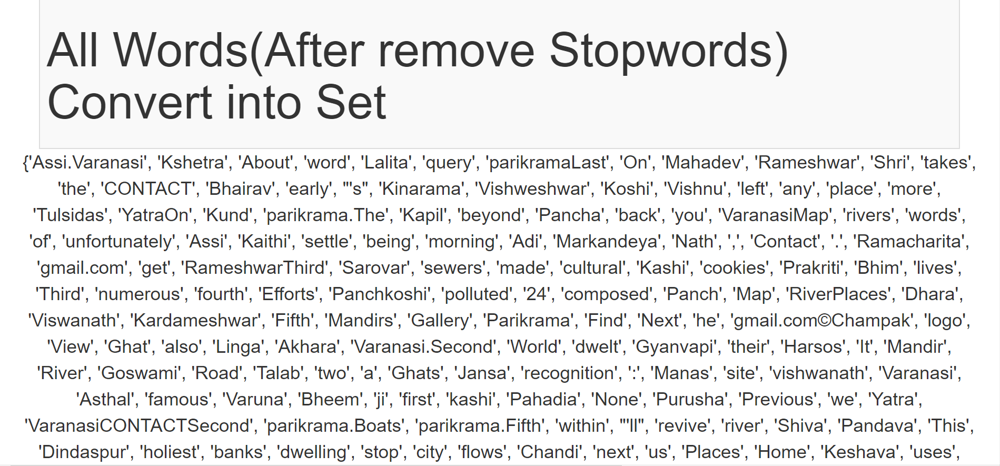 All Words(After remove Stopwords)
Convert into Set
{'Assi.Varanasi', 'Kshetra', 'About', 'word', 'Lalita', 'query', 'parikramaLast', 'On', 'Mahadev', 'Rameshwar', 'Shri', 'takes',
'the', 'CONTACT', 'Bhairav', 'early', "'s", 'Kinarama', 'Vishweshwar', 'Koshi', 'Vishnu', 'left', 'any', 'place', 'more',
'Tulsidas', 'YatraOn', 'Kund', 'parikrama.The', 'Kapil', 'beyond', 'Pancha', 'back', 'you', 'VaranasiMap', 'rivers', 'words',
'of', 'unfortunately', 'Assi', 'Kaithi', 'settle', 'being', 'morning', 'Adi', 'Markandeya', 'Nath', ',', 'Contact', '.', 'Ramacharita',
'gmail.com', 'get', 'RameshwarThird', 'Sarovar', 'sewers', 'made', 'cultural', 'Kashi', 'cookies', 'Prakriti', 'Bhim', 'lives',
'Third', 'numerous', 'fourth', 'Efforts', 'Panchkoshi', 'polluted', '24', 'composed', 'Panch', 'Map', 'RiverPlaces', 'Dhara',
'Viswanath', 'Kardameshwar', 'Fifth', 'Mandirs', 'Gallery', 'Parikrama', 'Find', 'Next', 'he', 'gmail.com©Champak', 'logo',
'View', 'Ghat', 'also', 'Linga', 'Akhara', 'Varanasi.Second', 'World', 'dwelt', 'Gyanvapi', 'their', 'Harsos', 'It', 'Mandir',
'River', 'Goswami', 'Road', 'Talab', 'two', 'a', 'Ghats', 'Jansa', 'recognition', ':', 'Manas', 'site', 'vishwanath', 'Varanasi',
'Asthal', 'famous', 'Varuna', 'Bheem', 'ji', 'first', 'kashi', 'Pahadia', 'None', 'Purusha', 'Previous', 'we', 'Yatra',
'VaranasiCONTACTSecond', 'parikrama.Boats', 'parikrama.Fifth', 'within', "'ll", 'revive', 'river', 'Shiva', 'Pandava', 'This',
'Dindaspur', 'holiest', 'banks', 'dwelling', 'stop', 'city', 'flows', 'Chandi', 'next', 'us', 'Places', 'Home', 'Keshava', 'uses',